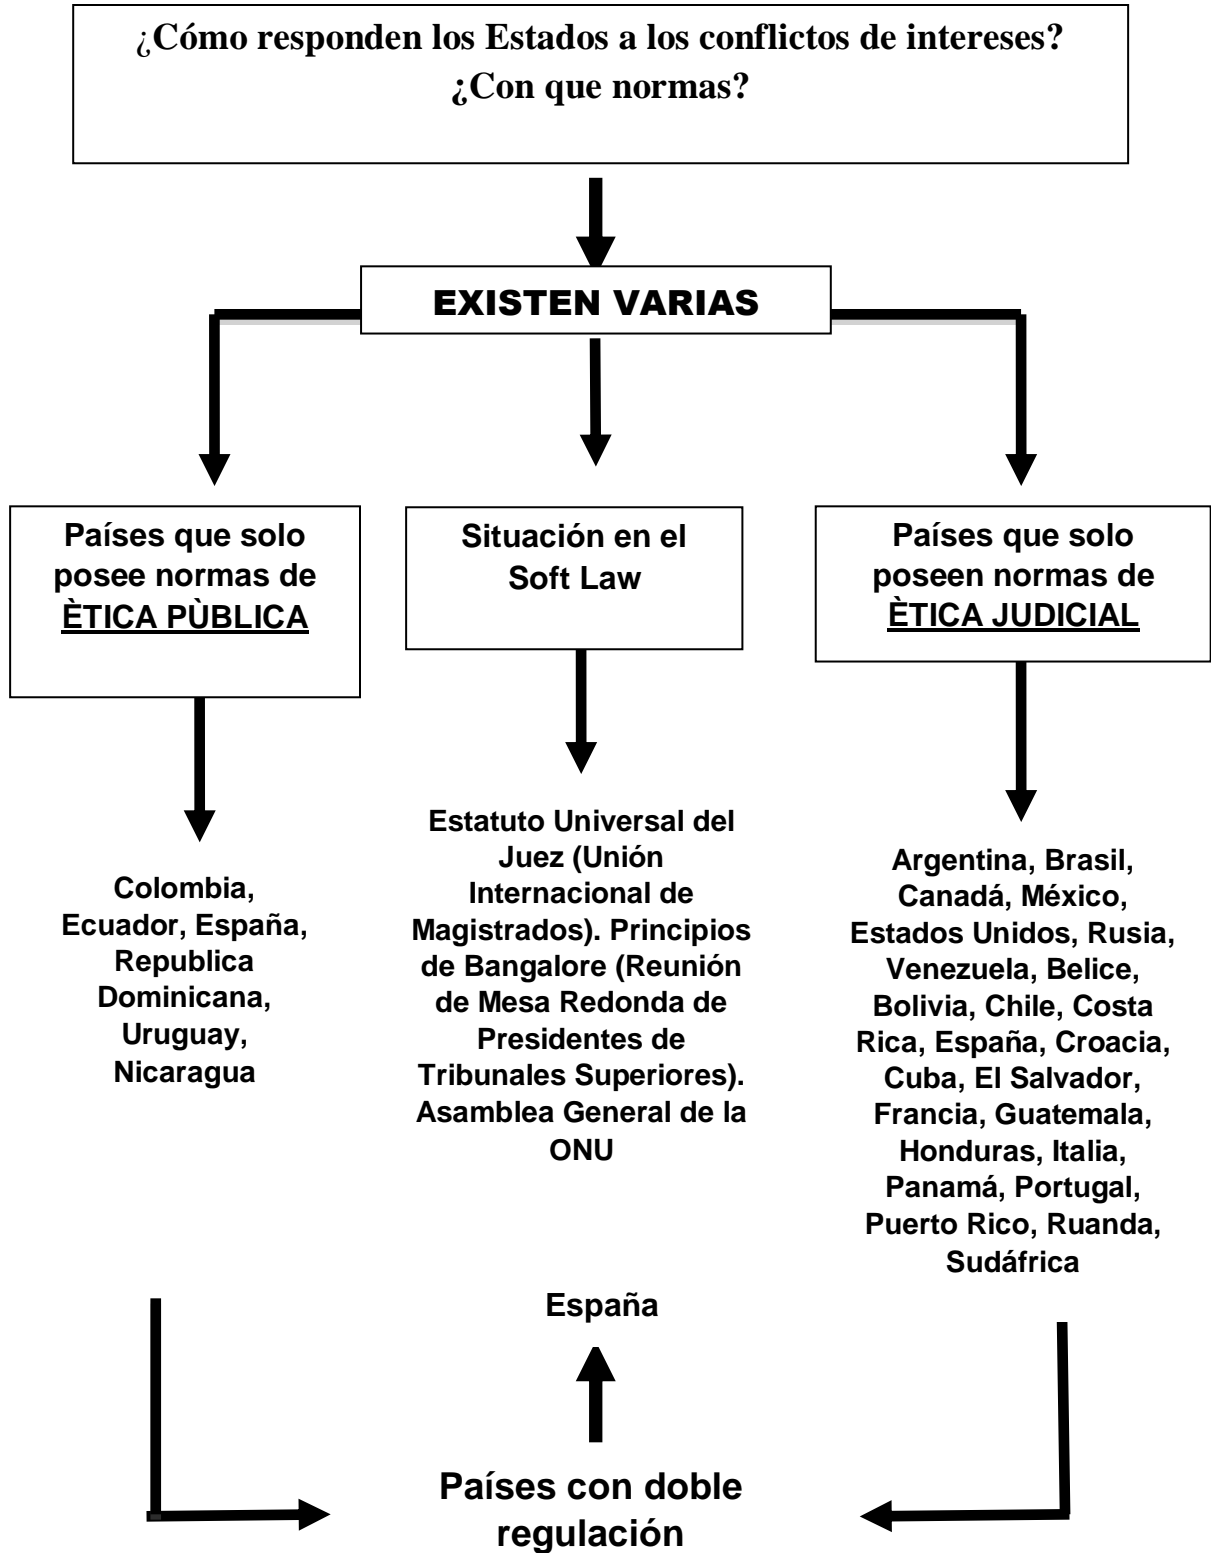 ¿Cómo responden los Estados a los conflictos de intereses?
¿Con que normas?
EXISTEN VARIAS
Países que solo
posee normas de
ÈTICA PÙBLICA
Situación en el
Soft Law
Países que solo
poseen normas de
ÈTICA JUDICIAL
Colombia,
Ecuador, España,
Republica
Dominicana,
Uruguay,
Nicaragua
Estatuto Universal del
Juez (Unión
Internacional de
Magistrados). Principios
de Bangalore (Reunión
de Mesa Redonda de
Presidentes de
Tribunales Superiores).
Asamblea General de la
ONU
Argentina, Brasil,
Canadá, México,
Estados Unidos, Rusia,
Venezuela, Belice,
Bolivia, Chile, Costa
Rica, España, Croacia,
Cuba, El Salvador,
Francia, Guatemala,
Honduras, Italia,
Panamá, Portugal,
Puerto Rico, Ruanda,
Sudáfrica
España
Países con doble
regulación